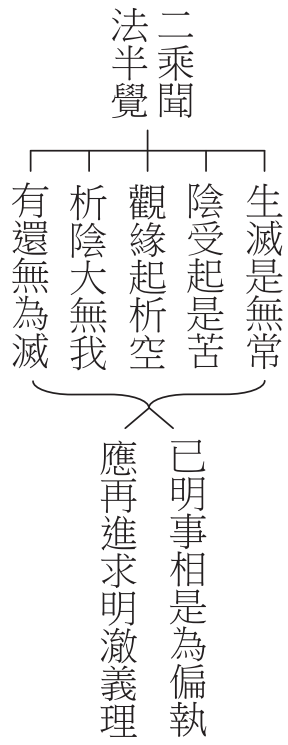 二乘聞
法半覺
生滅是無常
陰受起是苦
觀緣起析空
析陰大無我
有還無為滅
已明事相是為偏執
應再進求明澈義理